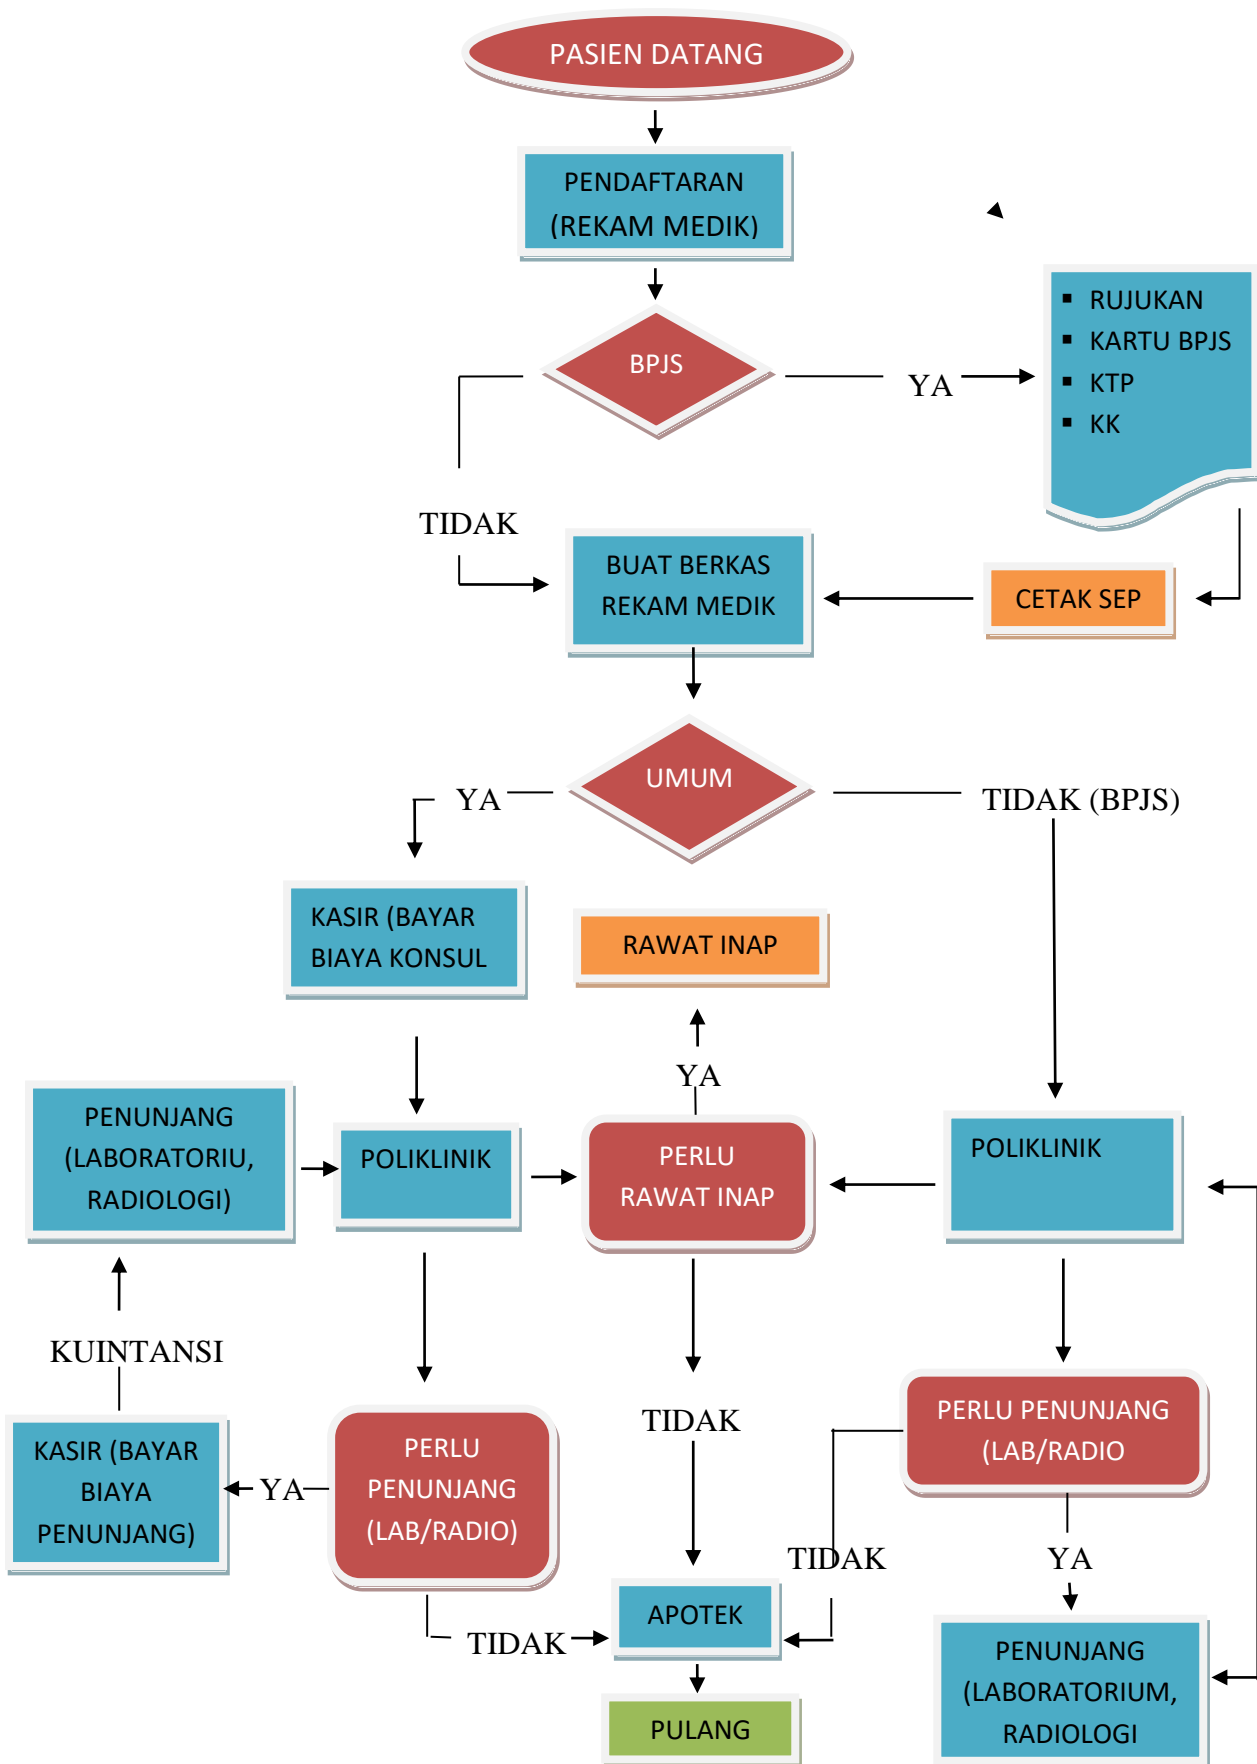 PASIEN DATANG
PENDAFTARAN
(REKAM MEDIK)
RUJUKAN
KARTU BPJS
KTP
KK
BPJS
YA
TIDAK
BUAT BERKAS
REKAM MEDIK
CETAK SEP
UMUM
YA
TIDAK (BPJS)
KASIR (BAYAR
BIAYA KONSUL
RAWAT INAP
YA
PENUNJANG
(LABORATORIU,
RADIOLOGI)
POLIKLINIK
PERLU
RAWAT INAP
POLIKLINIK
KUINTANSI
TIDAK
PERLU PENUNJANG
(LAB/RADIO
KASIR (BAYAR
BIAYA
PENUNJANG)
YA
PERLU
PENUNJANG
(LAB/RADIO)
TIDAK
YA
APOTEK
TIDAK
PENUNJANG
(LABORATORIUM,
RADIOLOGI
PULANG